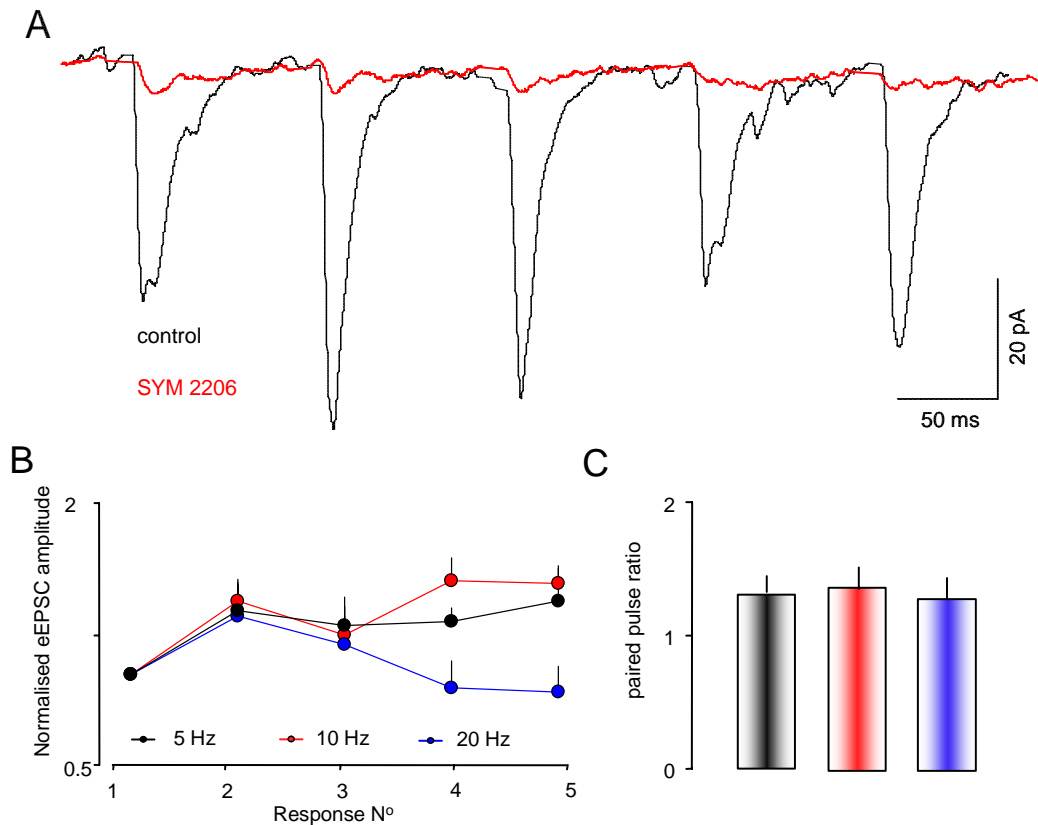 A
control
SYM 2206
20 pA
50 ms
B
Normalised eEPSC amplitude
2
0.5
5 Hz
10 Hz
20 Hz
1
2
3
4
5
Response Nº
C
paired pulse ratio
2
1
0